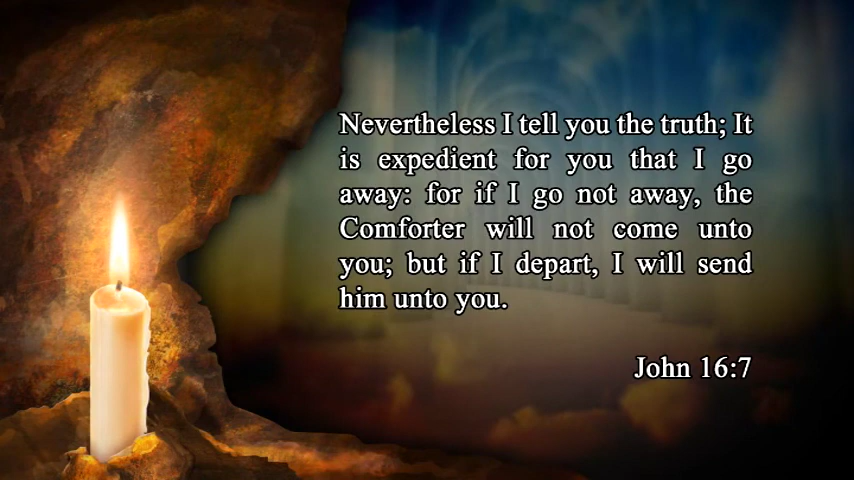 Nevertheless I tell you the truth; It
is expedient for you that I go
away: for if I go not away, the
Comforter will not come unto
you; but if I depart, I will send
him unto you.
John 16:7